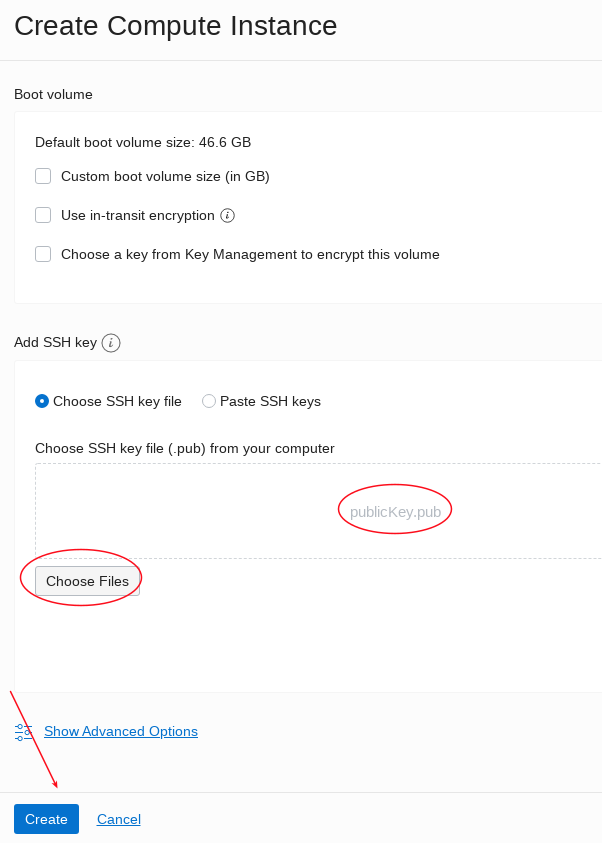 Create Compute Instance
Boot volume
Default boot volume size: 46.6 GB
Custom boot volume size (in GB)
Use in-transit encryption i
Choose a key from Key Management to encrypt this volume
Add SSH key i
Choose SSH key file Paste SSH keys
Choose SSH key file (.pub) from your computer
publicKey.pub
Choose Files
Show Advanced Options
Create Cancel